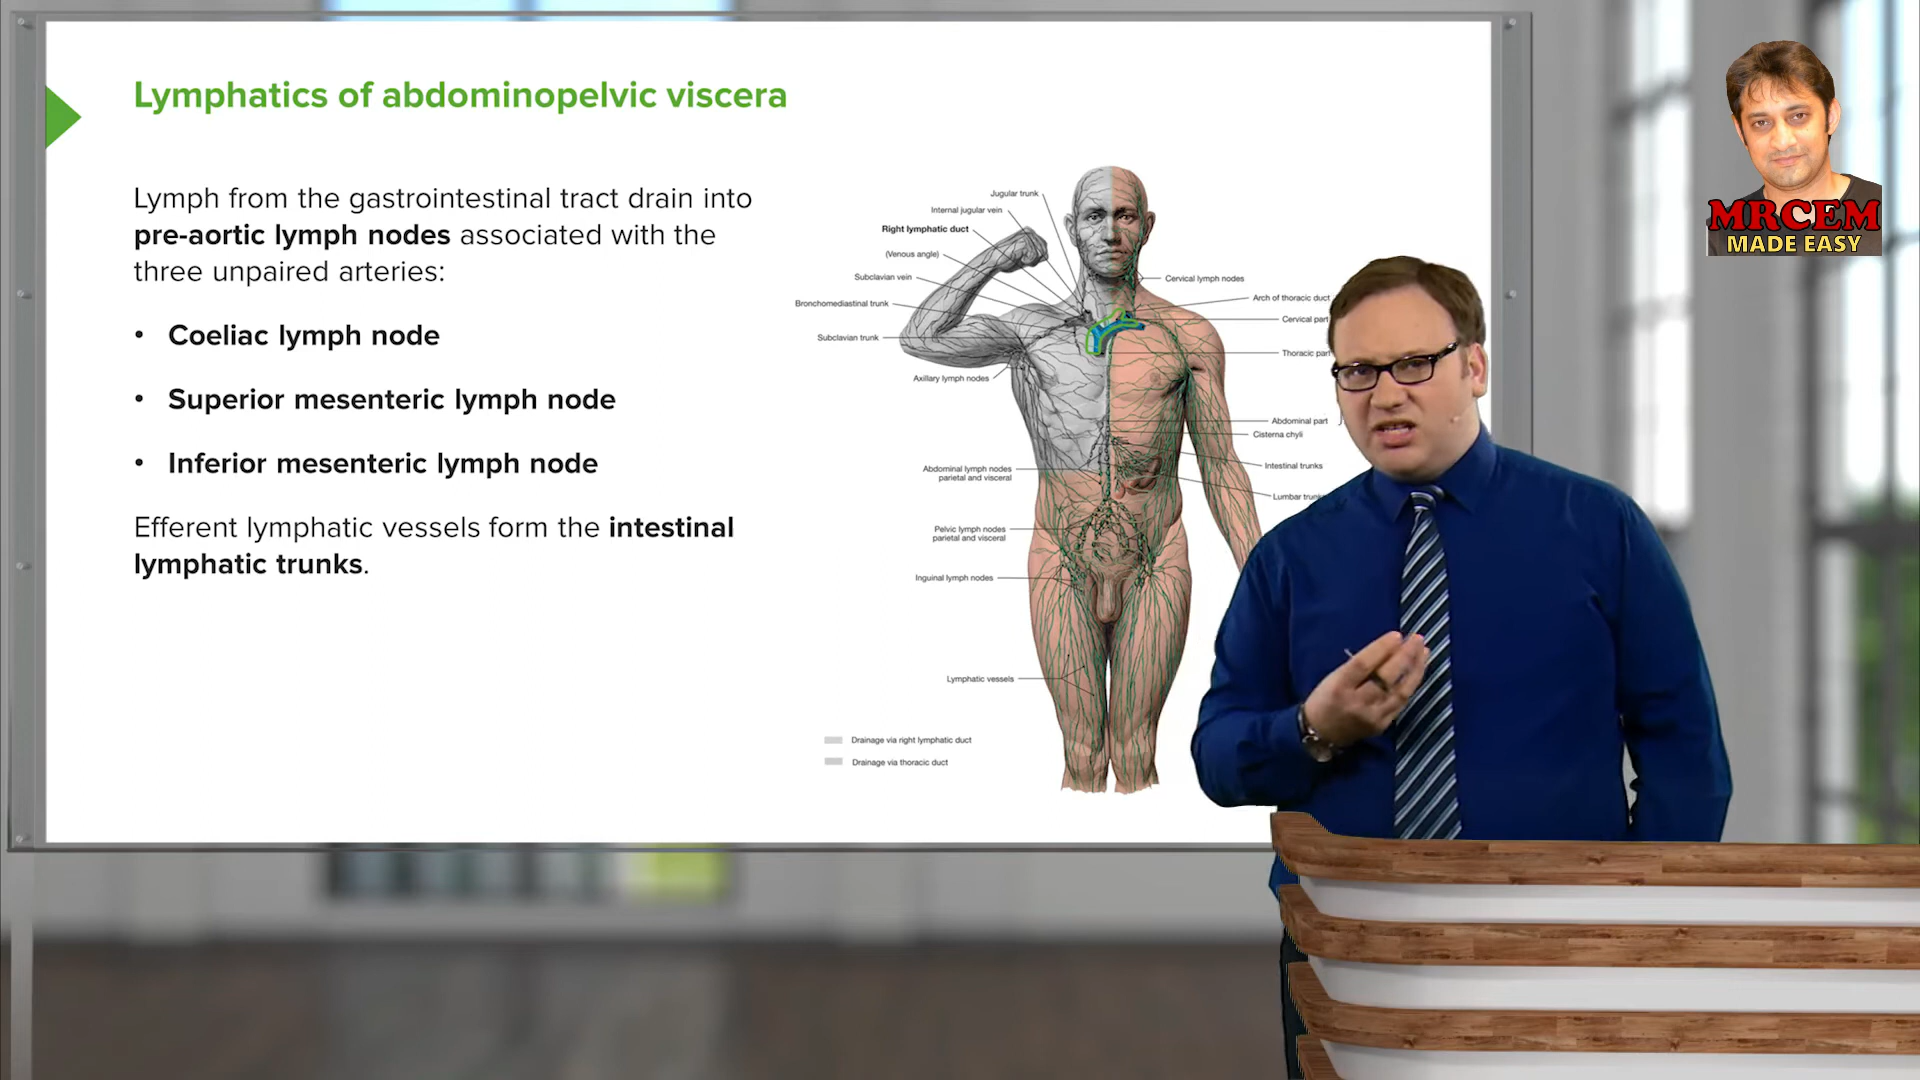 Lymphatics of abdominopelvic viscera
Lymph from the gastrointestinal tract drain into
pre-aortic lymph nodes associated with the
three unpaired arteries:
• Coeliac lymph node
• Superior mesenteric lymph node
• Inferior mesenteric lymph node
Efferent lymphatic vessels form the intestinal
lymphatic trunks.
Jugular trunk
Internal jugular vein
Right lymphatic duct
(Venous angle)
Subclavian vein
Bronchomediastinal trunk
Subclavian trunk
Axillary lymph nodes
Abdominal lymph nodes
parietal and visceral
Pelvic lymph nodes
parietal and visceral
Inguinal lymph nodes
Lymphatic vessels
Cervical lymph nodes
Arch of thoracic duct
Cervical part
Thoracic part
Abdominal part
Cisterna chyli
Intestinal trunks
Lumbar trunks
Drainage via right lymphatic duct
Drainage via thoracic duct
MRCEM
MADE EASY